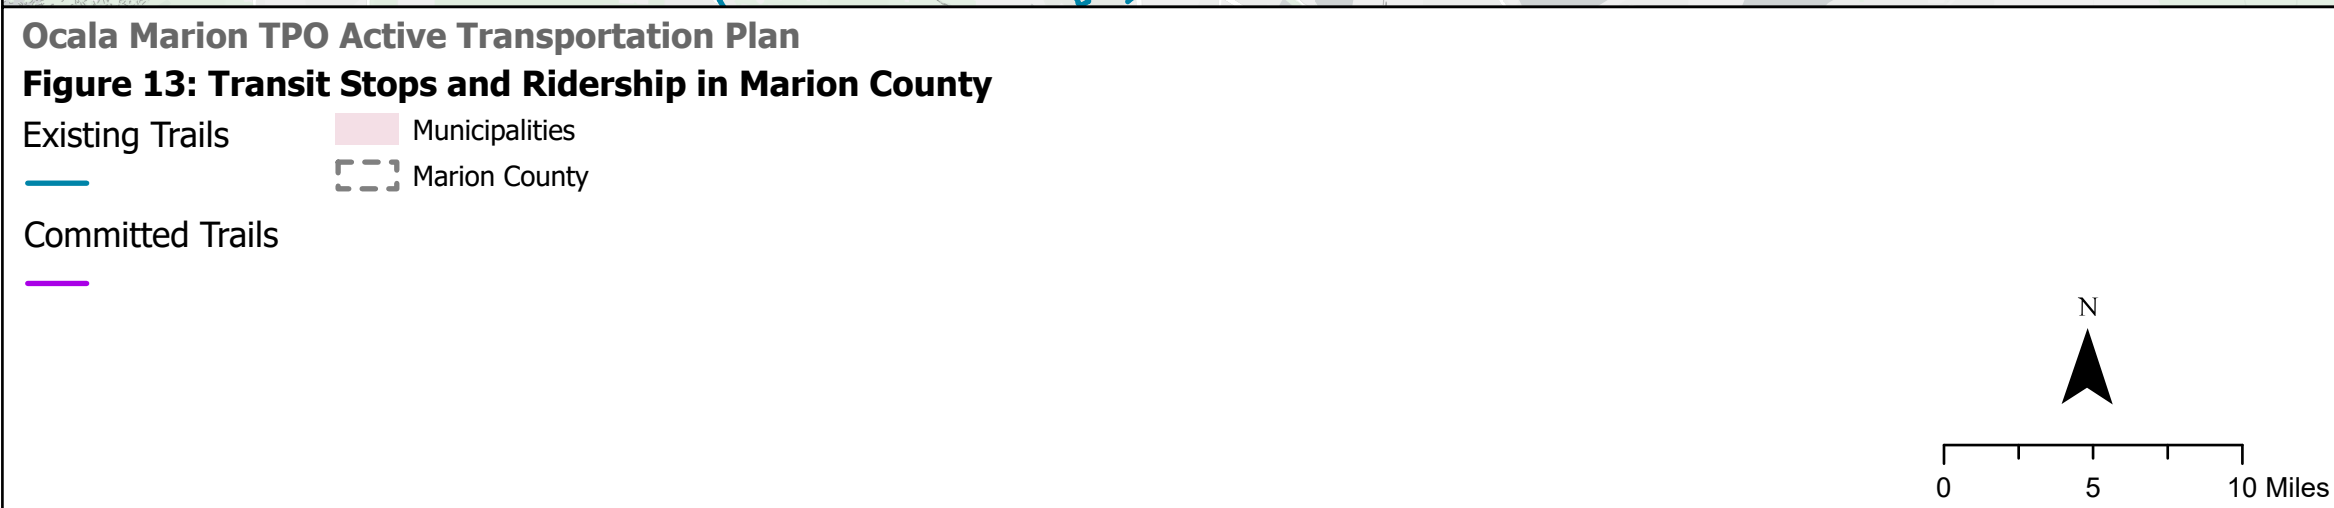 Ocala Marion TPO Active Transportation Plan
Figure 13: Transit Stops and Ridership in Marion County
Existing Trails
Municipalities
Marion County
Committed Trails
N
0 5 10 Miles